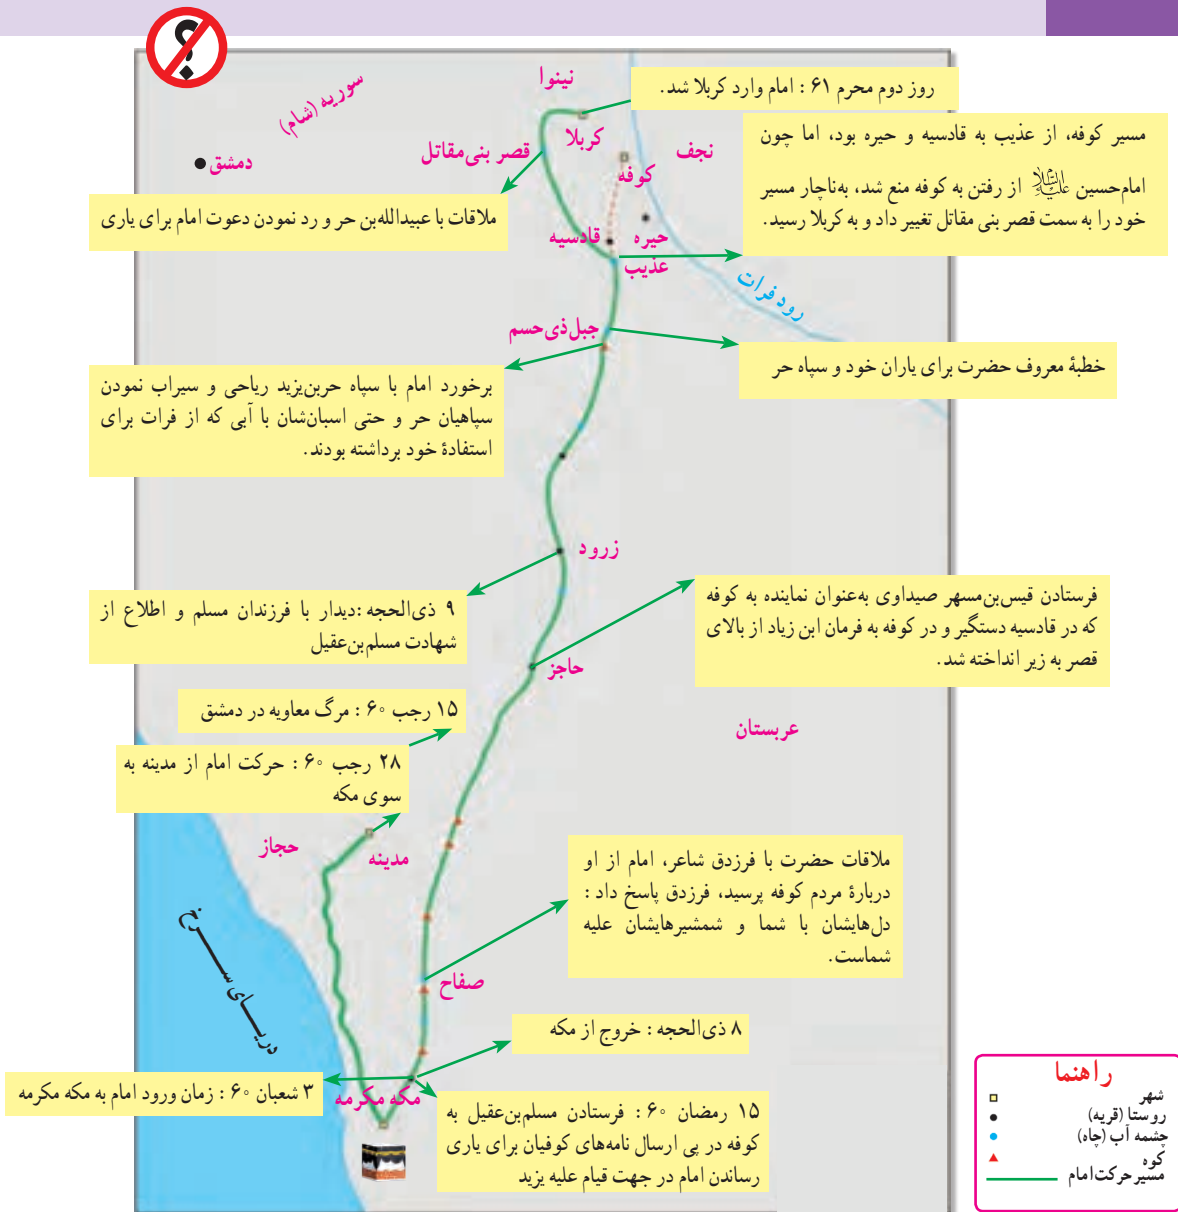 ؟
نینوا
سوریه (شام)
روز دوم محرم ۶۱ : امام وارد کربلا شد.
کربلا
قصر بنی‌مقاتل
نجف
دمشق
کوفه
مسیر کوفه، از عذیب به قادسیه و حیره بود، اما چون
امام‌حسین علیه‌السلام از رفتن به کوفه منع شد، به‌ناچار مسیر
خود را به سمت قصر بنی مقاتل تغییر داد و به کربلا رسید.
ملاقات با عبیدالله‌بن حر و رد نمودن دعوت امام برای یاری
حیره
قادسیه
عذیب
رود فرات
جبل‌ذی‌حسم
خطبهٔ معروف حضرت برای یاران خود و سپاه حر
برخورد امام با سپاه حربن‌یزید ریاحی و سیراب نمودن
سپاهیان حر و حتی اسبان‌شان با آبی که از فرات برای
استفادهٔ خود برداشته بودند.
زرود
۹ ذی‌الحجه :دیدار با فرزندان مسلم و اطلاع از
شهادت مسلم‌بن‌عقیل
فرستادن قیس‌بن‌مسهر صیداوی به‌عنوان نماینده به کوفه
که در قادسیه دستگیر و در کوفه به فرمان ابن زیاد از بالای
قصر به زیر انداخته شد.
حاجز
۱۵ رجب ۶۰ : مرگ معاویه در دمشق
عربستان
۲۸ رجب ۶۰ : حرکت امام از مدینه به
سوی مکه
حجاز
مدینه
ملاقات حضرت با فرزدق شاعر، امام از او
دربارهٔ مردم کوفه پرسید، فرزدق پاسخ داد :
دل‌هایشان با شما و شمشیرهایشان علیه
شماست.
صفاح
دریـــای ســـرخ
۸ ذی‌الحجه : خروج از مکه
۳ شعبان ۶۰ : زمان ورود امام به مکه مکرمه
مکه مکرمه
۱۵ رمضان ۶۰ : فرستادن مسلم‌بن‌عقیل به
کوفه در پی ارسال نامه‌های کوفیان برای یاری
رساندن امام در جهت قیام علیه یزید
راهنما
شهر
روستا (قریه)
چشمه آب (چاه)
کوه
مسیرحرکت‌امام